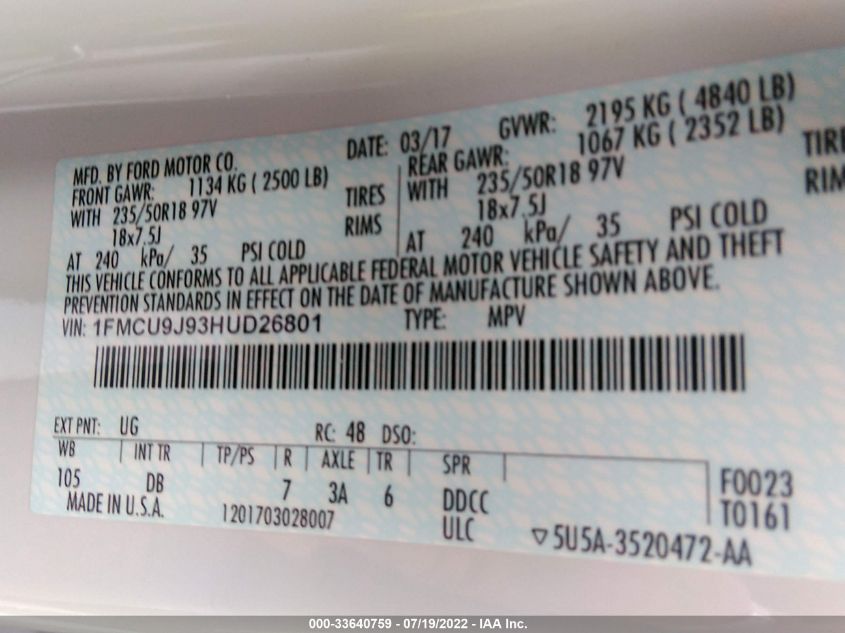 MFD. BY FORD MOTOR CO. DATE: 03/17 GVWR: 2195 KG ( 4840 LB)
FRONT GAWR: 1134 KG ( 2500 LB) REAR GAWR: 1067 KG ( 2352 LB)
WITH 235/50R18 97V TIRES WITH 235/50R18 97V TIRE
18x7.5J RIMS 18x7.5J RIM
AT 240 kPa/ 35 PSI COLD AT 240 kPa/ 35 PSI COLD
THIS VEHICLE CONFORMS TO ALL APPLICABLE FEDERAL MOTOR VEHICLE SAFETY AND THEFT
PREVENTION STANDARDS IN EFFECT ON THE DATE OF MANUFACTURE SHOWN ABOVE.
VIN: 1FMCU9J93HUD26801 TYPE: MPV
EXT PNT: UG RC: 48 DSO:
WB INT TR TP/PS R AXLE TR SPR
105 DB 7 3A 6 DDCC F0023
MADE IN U.S.A. 1201703028007 ULC T0161
▽5U5A-3520472-AA
000-33640759 - 07/19/2022 - IAA Inc.